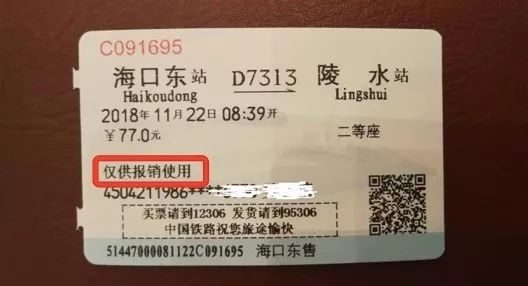 C091695
海口东站 D7313 陵水站
Haikoudong Lingshui
2018年11月22日08:39开
￥77.0元 二等座
仅供报销使用
4504211986****
买票请到12306 发货请到95306
中国铁路祝您旅途愉快
51447000081122C091695 海口东售